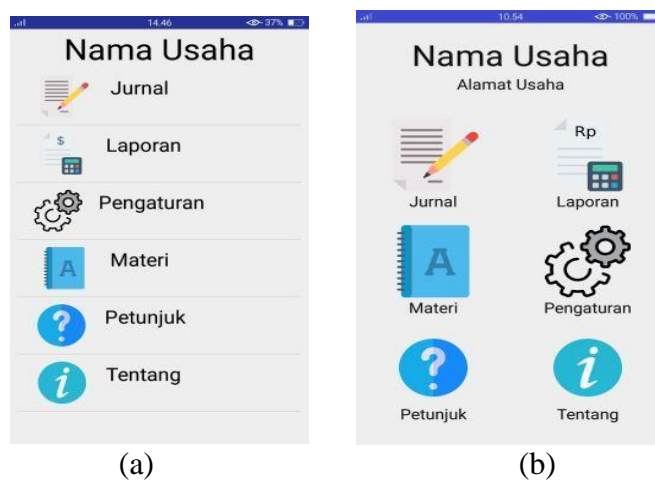 14.46 37%
Nama Usaha
Jurnal
$
Laporan
Pengaturan
A
Materi
?
Petunjuk
i
Tentang
(a)
10.54 100%
Nama Usaha
Alamat Usaha
Rp
Jurnal Laporan
A
Materi Pengaturan
? i
Petunjuk Tentang
(b)